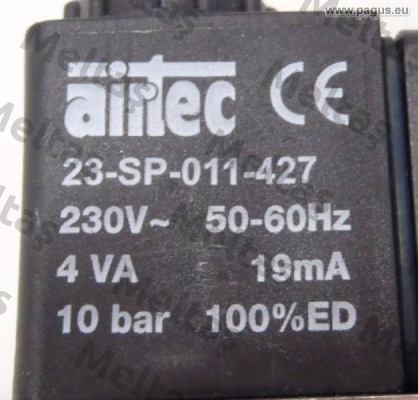 © www.pagus.eu
airtec CE
23-SP-011-427
230V~ 50-60Hz
4 VA 19mA
10 bar 100%ED
Meltaş